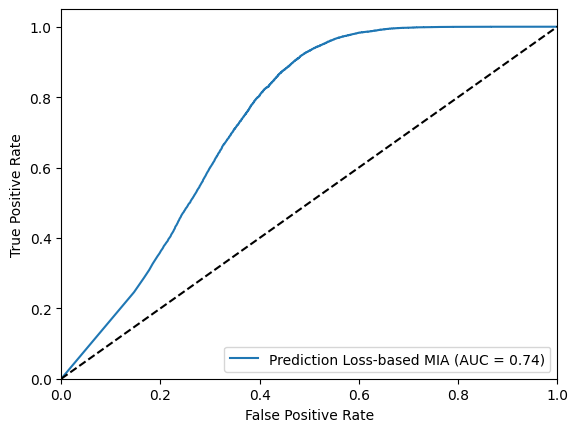 1.0
0.8
0.6
0.4
0.2
0.0
True Positive Rate
Prediction Loss-based MIA (AUC = 0.74)
0.0 0.2 0.4 0.6 0.8 1.0
False Positive Rate